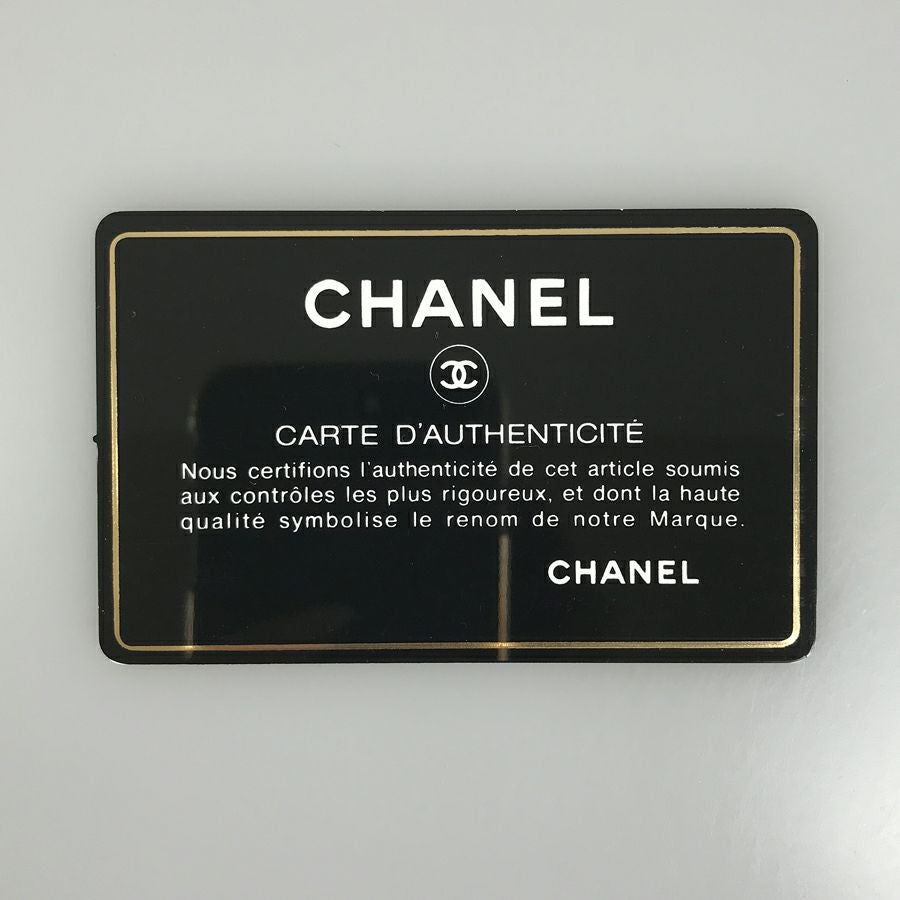 CHANEL
CARTE D'AUTHENTICITÉ
Nous certifions l'authenticité de cet article soumis
aux contrôles les plus rigoureux, et dont la haute
qualité symbolise le renom de notre Marque.
CHANEL